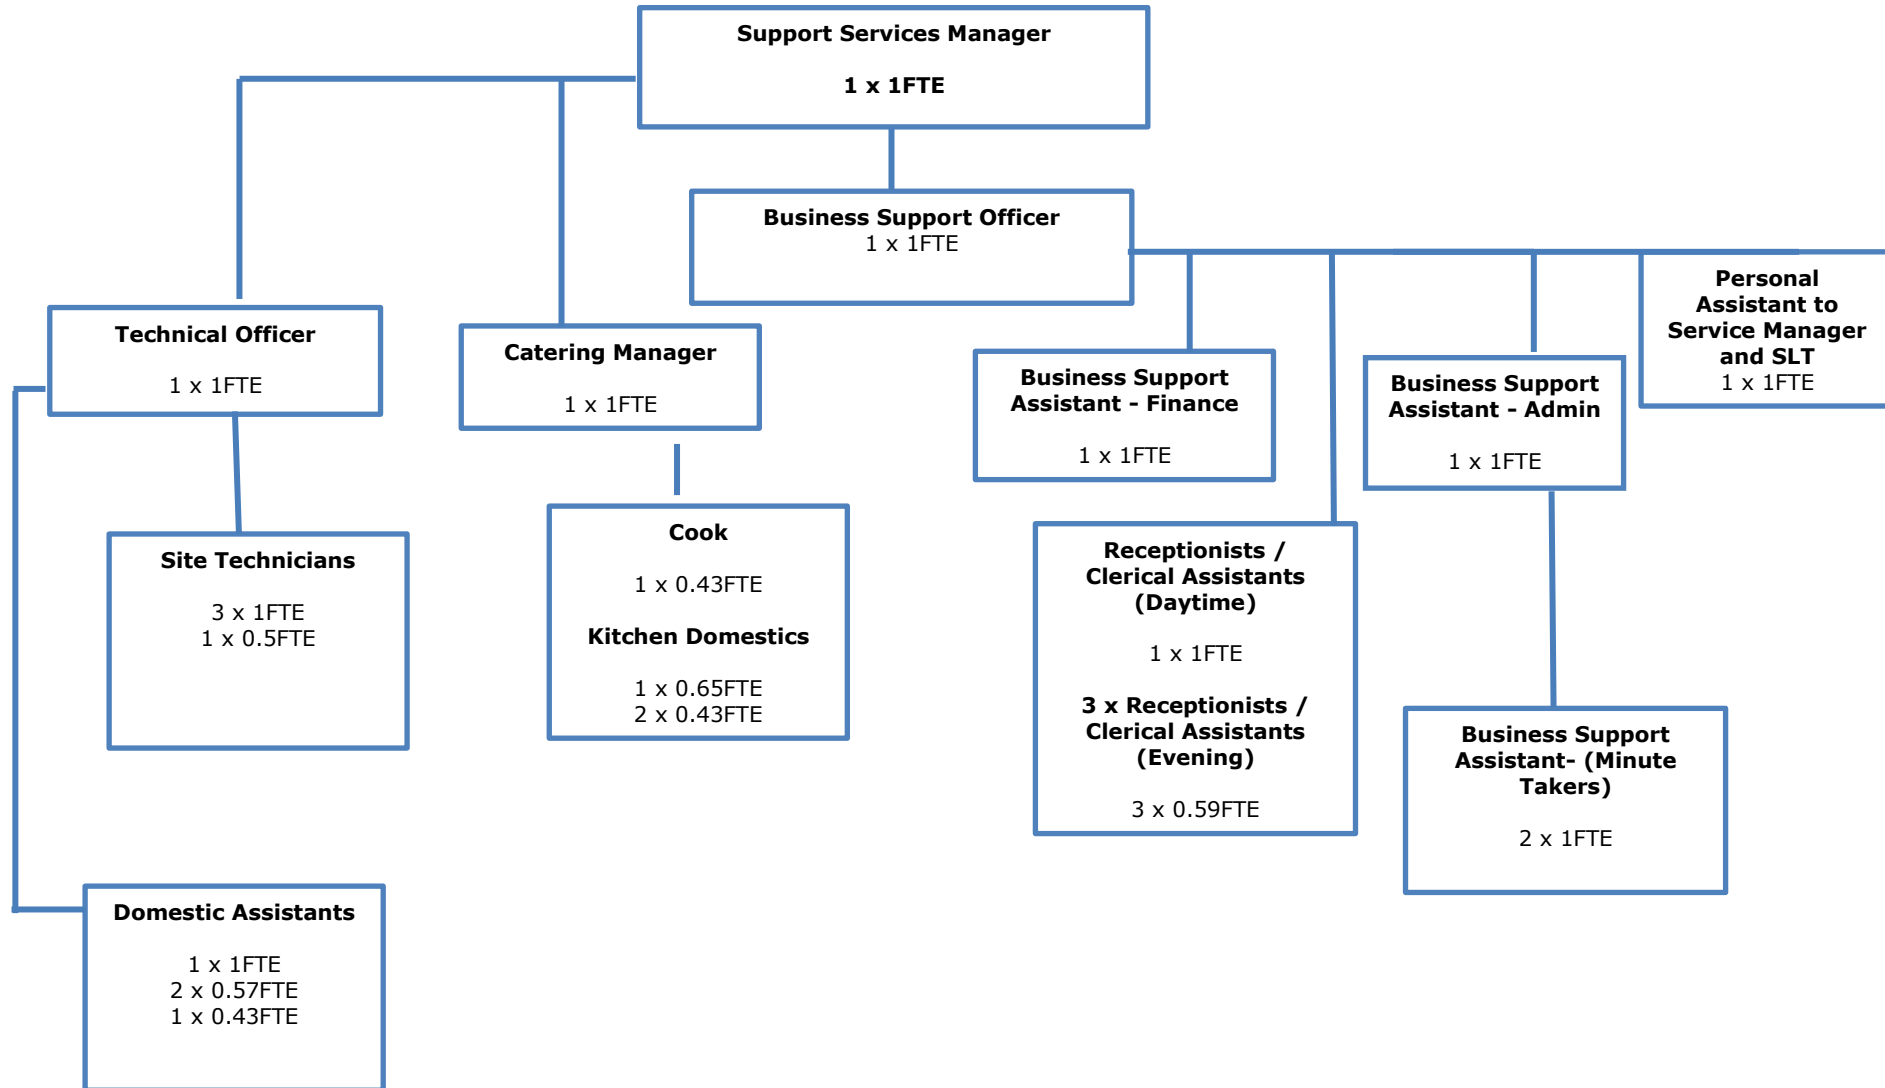 Support Services Manager
1 x 1FTE
Business Support Officer
1 x 1FTE
Technical Officer
1 x 1FTE
Catering Manager
1 x 1FTE
Business Support
Assistant - Finance
1 x 1FTE
Business Support
Assistant - Admin
1 x 1FTE
Personal
Assistant to
Service Manager
and SLT
1 x 1FTE
Site Technicians
3 x 1FTE
1 x 0.5FTE
Cook
1 x 0.43FTE
Kitchen Domestics
1 x 0.65FTE
2 x 0.43FTE
Receptionists /
Clerical Assistants
(Daytime)
1 x 1FTE
3 x Receptionists /
Clerical Assistants
(Evening)
3 x 0.59FTE
Business Support
Assistant- (Minute
Takers)
2 x 1FTE
Domestic Assistants
1 x 1FTE
2 x 0.57FTE
1 x 0.43FTE